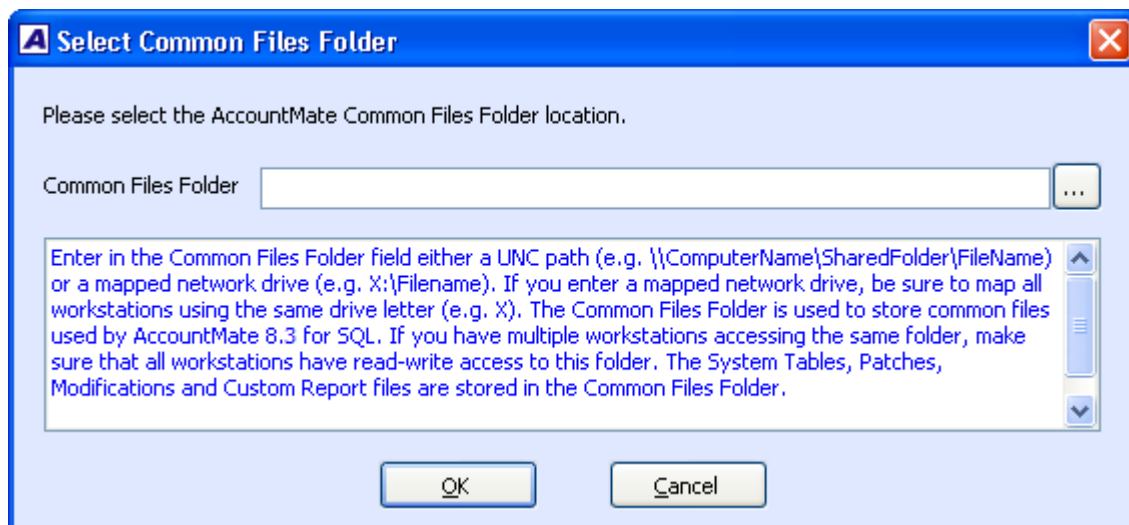 A Select Common Files Folder
Please select the AccountMate Common Files Folder location.
Common Files Folder
...
Enter in the Common Files Folder field either a UNC path (e.g. \\ComputerName\SharedFolder\FileName)
or a mapped network drive (e.g. X:\Filename). If you enter a mapped network drive, be sure to map all
workstations using the same drive letter (e.g. X). The Common Files Folder is used to store common files
used by AccountMate 8.3 for SQL. If you have multiple workstations accessing the same folder, make
sure that all workstations have read-write access to this folder. The System Tables, Patches,
Modifications and Custom Report files are stored in the Common Files Folder.
OK
Cancel